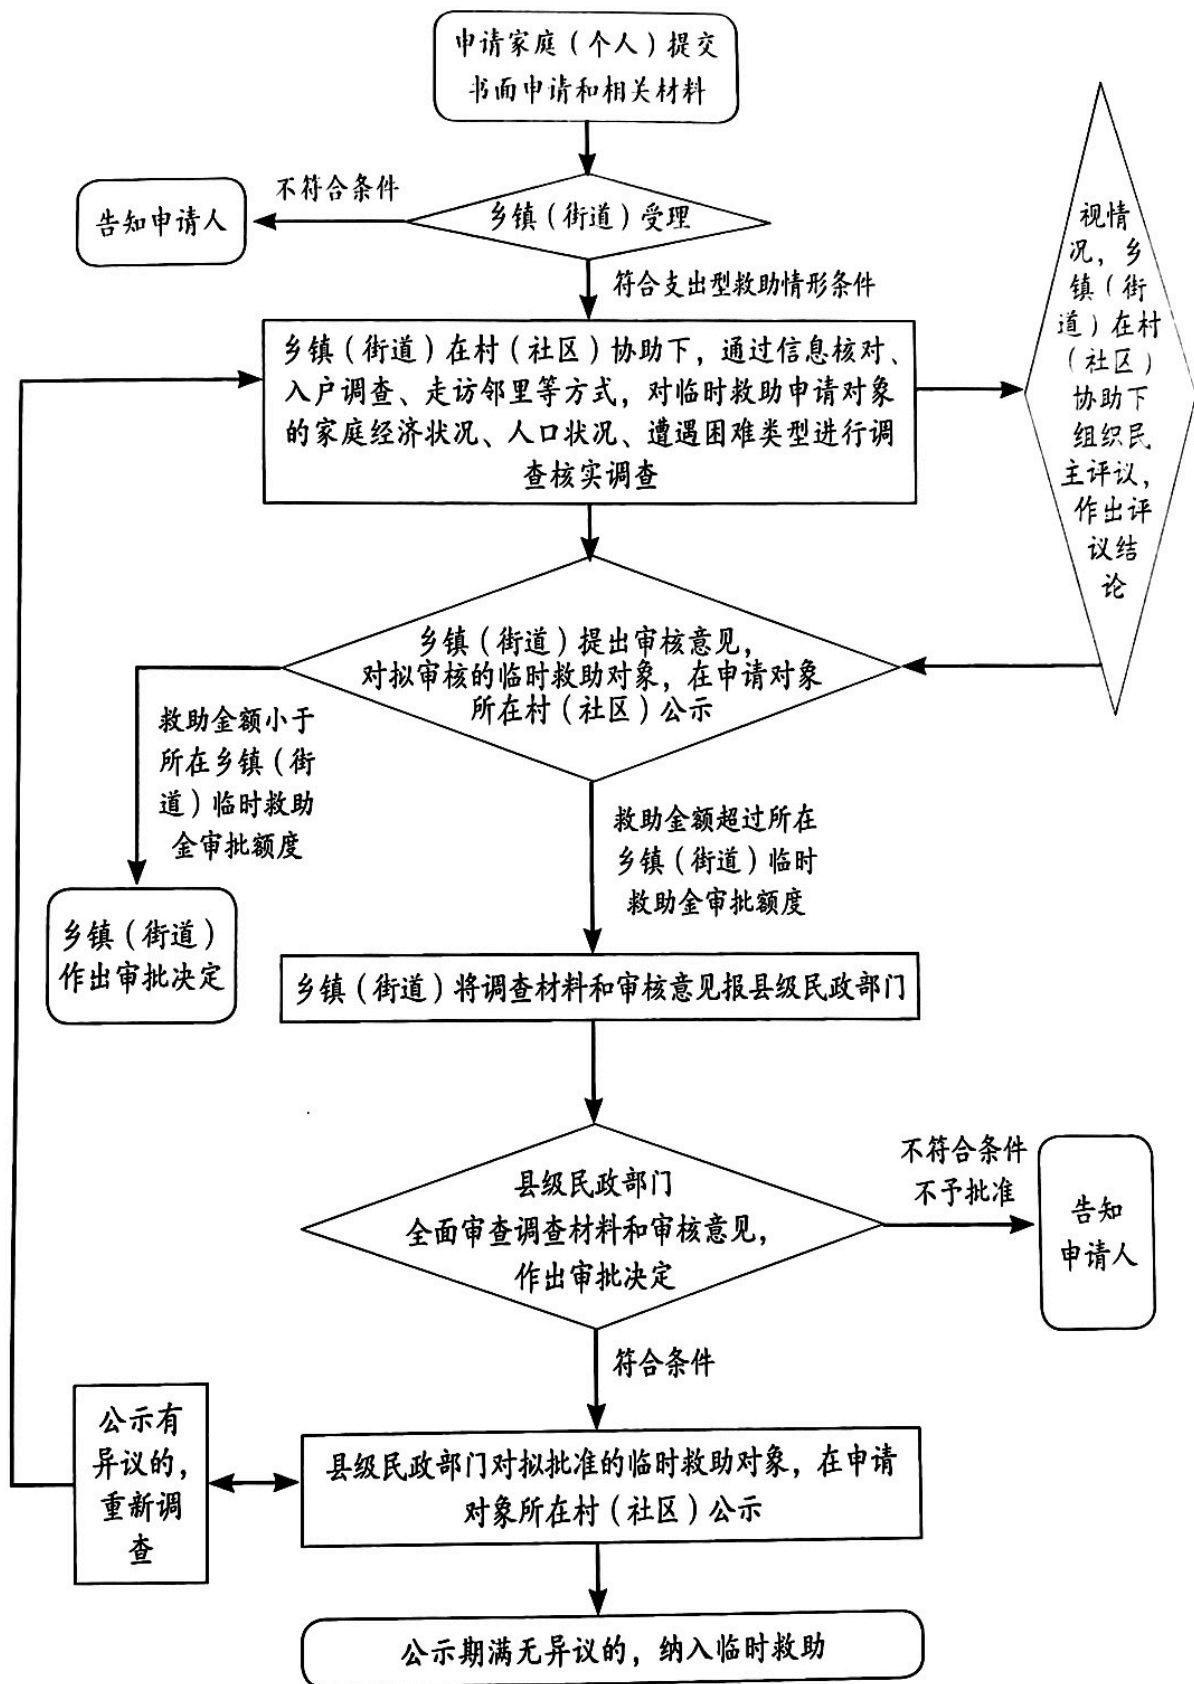 申请家庭（个人）提交
书面申请和相关材料
不符合条件
告知申请人
乡镇（街道）受理
符合支出型救助情形条件
乡镇（街道）在村（社区）协助下，通过信息核对、
入户调查、走访邻里等方式，对临时救助申请对象
的家庭经济状况、人口状况、遭遇困难类型进行调
查核实调查
视情
况，乡
镇（街
道）在村
（社区）
协助下
组织民
主评议，
作出评
议结
论
乡镇（街道）提出审核意见，
对拟审核的临时救助对象，在申请对象
所在村（社区）公示
救助金额小于
所在乡镇（街
道）临时救助
金审批额度
救助金额超过所在
乡镇（街道）临时
救助金审批额度
乡镇（街道）
作出审批决定
乡镇（街道）将调查材料和审核意见报县级民政部门
县级民政部门
全面审查调查材料和审核意见，
作出审批决定
不符合条件
不予批准
告知
申请人
符合条件
公示有
异议的，
重新调
查
县级民政部门对拟批准的临时救助对象，在申请
对象所在村（社区）公示
公示期满无异议的，纳入临时救助